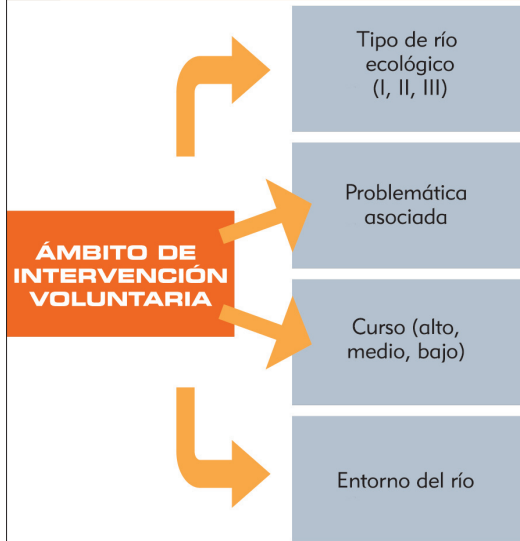 Tipo de río
ecológico
(I, II, III)
Problemática
asociada
ÁMBITO DE
INTERVENCIÓN
VOLUNTARIA
Curso (alto,
medio, bajo)
Entorno del río